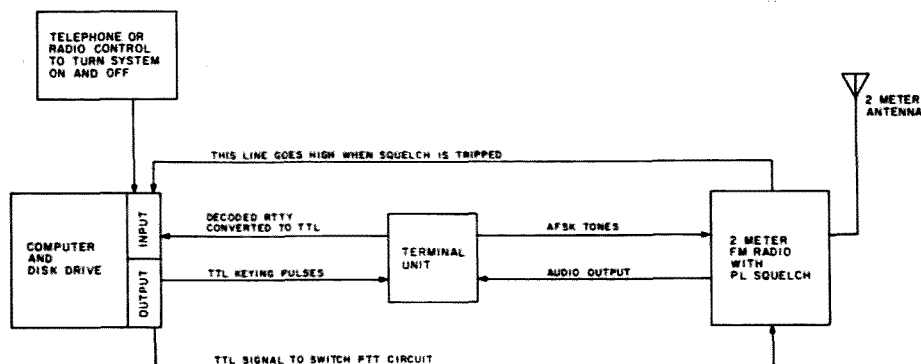 TELEPHONE OR
RADIO CONTROL
TO TURN SYSTEM
ON AND OFF
2 METER
ANTENNA
THIS LINE GOES HIGH WHEN SQUELCH IS TRIPPED
COMPUTER
AND
DISK DRIVE
INPUT
OUTPUT
DECODED RTTY
CONVERTED TO TTL
TTL KEYING PULSES
TERMINAL
UNIT
AFSK TONES
AUDIO OUTPUT
2 METER
FM RADIO
WITH
PL SQUELCH
TTL SIGNAL TO SWITCH PTT CIRCUIT